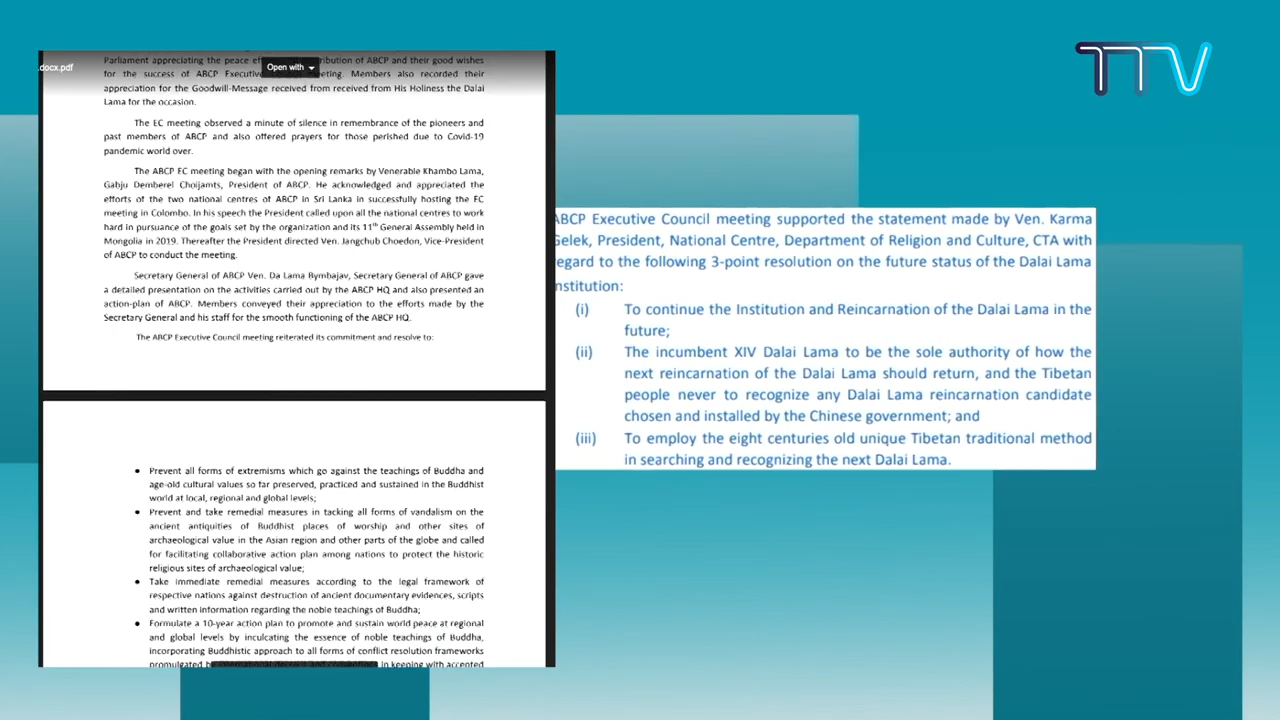 .docx.pdf
Open with
Parliament appreciating the peace ribution of ABCP and their good wishes
for the success of ABCP Executive eeting. Members also recorded their
appreciation for the Goodwill-Message received from received from His Holiness the Dalai
Lama for the occasion.
The EC meeting observed a minute of silence in remembrance of the pioneers and
past members of ABCP and also offered prayers for those perished due to Covid-19
pandemic world over.
The ABCP EC meeting began with the opening remarks by Venerable Khambo Lama,
Gabju Demberel Choijamts, President of ABCP. He acknowledged and appreciated the
efforts of the two national centres of ABCP in Sri Lanka in successfully hosting the EC
meeting in Colombo. In his speech the President called upon all the national centres to work
hard in pursuance of the goals set by the organization and its 11th General Assembly held in
Mongolia in 2019. Thereafter the President directed Ven. Jangchub Choedon, Vice-President
of ABCP to conduct the meeting.
Secretary General of ABCP Ven. Da Lama Bymbajav, Secretary General of ABCP gave
a detailed presentation on the activities carried out by the ABCP HQ and also presented an
action-plan of ABCP. Members conveyed their appreciation to the efforts made by the
Secretary General and his staff for the smooth functioning of the ABCP HQ.
The ABCP Executive Council meeting reiterated its commitment and resolve to:
• Prevent all forms of extremisms which go against the teachings of Buddha and
age-old cultural values so far preserved, practiced and sustained in the Buddhist
world at local, regional and global levels;
• Prevent and take remedial measures in tacking all forms of vandalism on the
ancient antiquities of Buddhist places of worship and other sites of
archaeological value in the Asian region and other parts of the globe and called
for facilitating collaborative action plan among nations to protect the historic
religious sites of archaeological value;
• Take immediate remedial measures according to the legal framework of
respective nations against destruction of ancient documentary evidences, scripts
and written information regarding the noble teachings of Buddha;
• Formulate a 10-year action plan to promote and sustain world peace at regional
and global levels by inculcating the essence of noble teachings of Buddha,
incorporating Buddhistic approach to all forms of conflict resolution frameworks
promulgated in keeping with accepted
TTV
ABCP Executive Council meeting supported the statement made by Ven. Karma
Gelek, President, National Centre, Department of Religion and Culture, CTA with
egard to the following 3-point resolution on the future status of the Dalai Lama
nstitution:
(i) To continue the Institution and Reincarnation of the Dalai Lama in the
future;
(ii) The incumbent XIV Dalai Lama to be the sole authority of how the
next reincarnation of the Dalai Lama should return, and the Tibetan
people never to recognize any Dalai Lama reincarnation candidate
chosen and installed by the Chinese government; and
(iii) To employ the eight centuries old unique Tibetan traditional method
in searching and recognizing the next Dalai Lama.